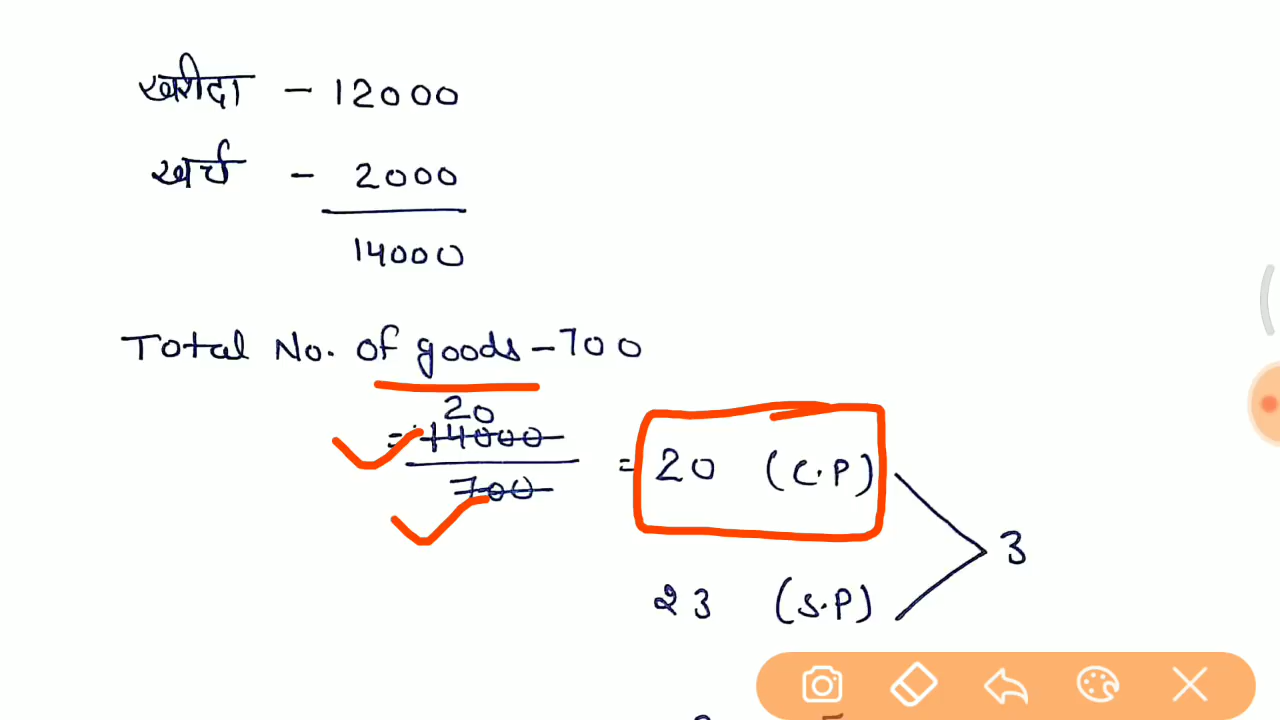 खरीदा - 12000
खर्च - 2000
14000
Total No. of goods - 700
20
= 14000
700
= 20 (C.P)
3
23 (S.P)